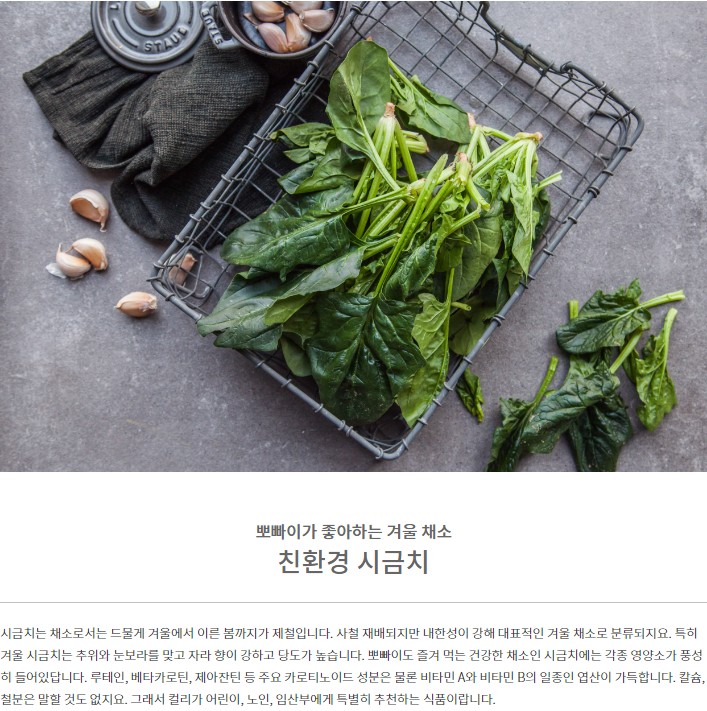 STAUB
STAUB
뽀빠이가 좋아하는 겨울 채소
친환경 시금치
시금치는 채소로서는 드물게 겨울에서 이른 봄까지가 제철입니다. 사철 재배되지만 내한성이 강해 대표적인 겨울 채소로 분류되지요. 특히
겨울 시금치는 추위와 눈보라를 맞고 자라 향이 강하고 당도가 높습니다. 뽀빠이도 즐겨 먹는 건강한 채소인 시금치에는 각종 영양소가 풍성
히 들어있답니다. 루테인, 베타카로틴, 제아잔틴 등 주요 카로티노이드 성분은 물론 비타민 A와 비타민 B의 일종인 엽산이 가득합니다. 칼슘,
철분은 말할 것도 없지요. 그래서 컬리가 어린이, 노인, 임산부에게 특별히 추천하는 식품이랍니다.